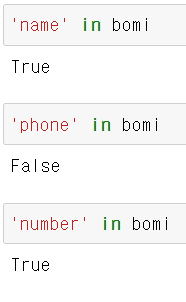 'name' in bomi
True
'phone' in bomi
False
'number' in bomi
True